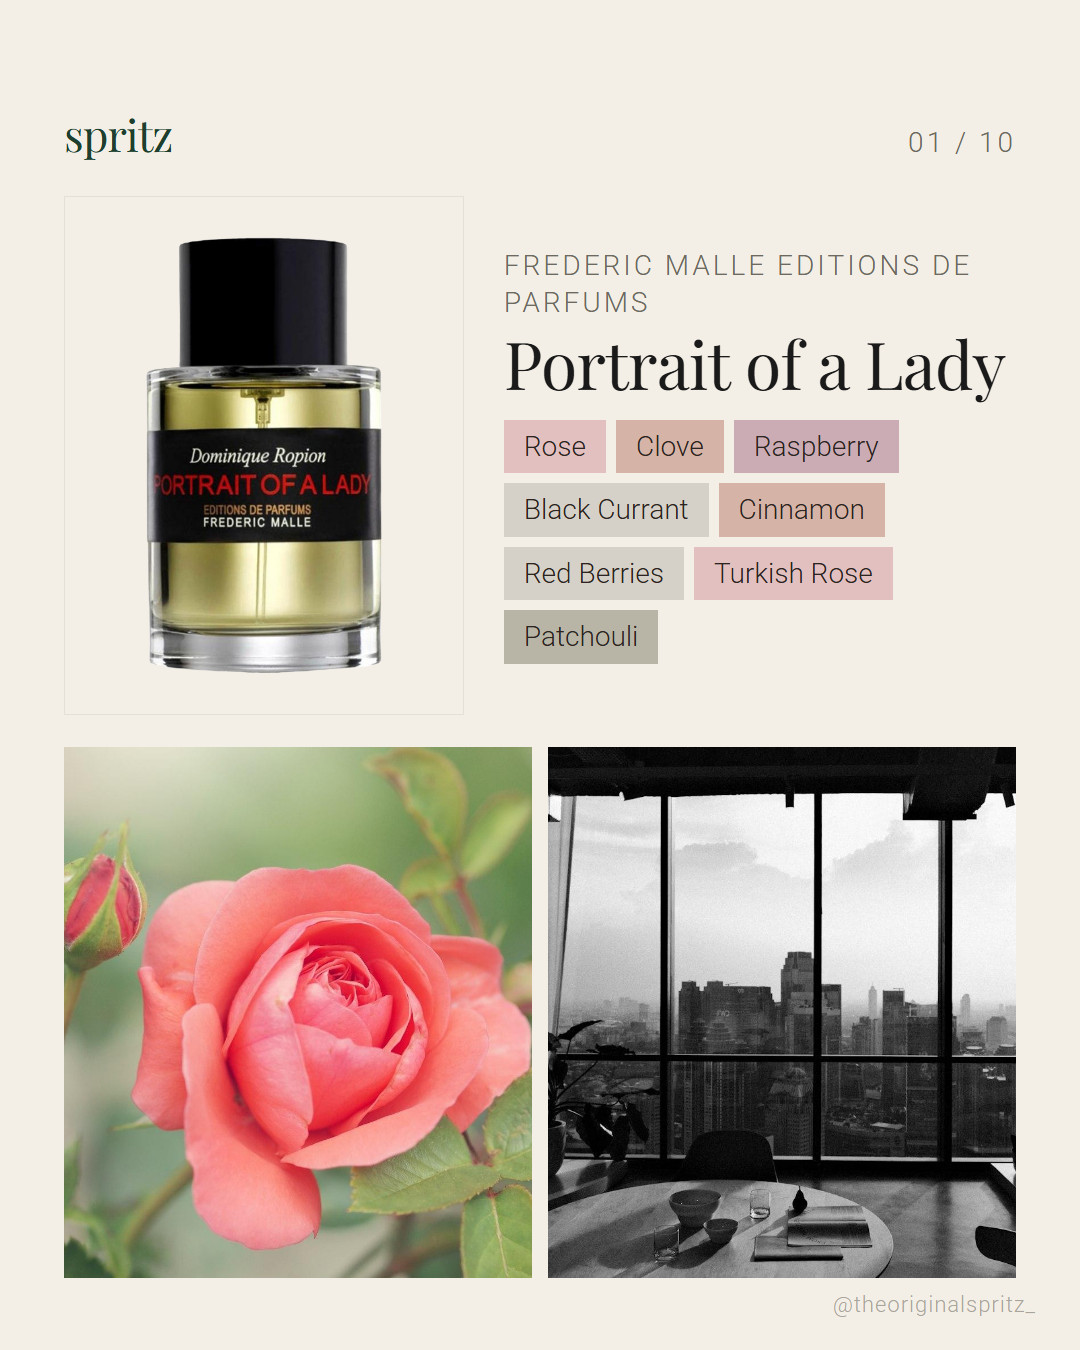 spritz
01 / 10
FREDERIC MALLE EDITIONS DE
PARFUMS
Portrait of a Lady
Rose Clove Raspberry
Black Currant Cinnamon
Red Berries Turkish Rose
Patchouli
Dominique Ropion
PORTRAIT OF A LADY
EDITIONS DE PARFUMS
FREDERIC MALLE
@theoriginalspritz_